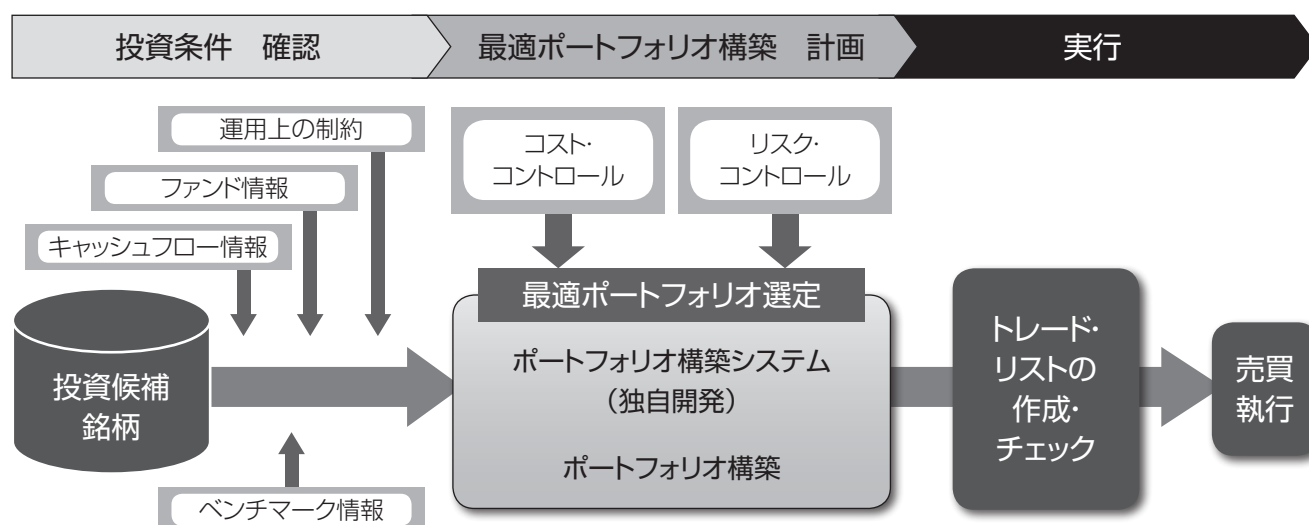 投資条件　確認
最適ポートフォリオ構築　計画
実行
運用上の制約
ファンド情報
キャッシュフロー情報
投資候補
銘柄
ベンチマーク情報
コスト・
コントロール
リスク・
コントロール
最適ポートフォリオ選定
ポートフォリオ構築システム
（独自開発）
ポートフォリオ構築
トレード・
リストの
作成・
チェック
売買
執行